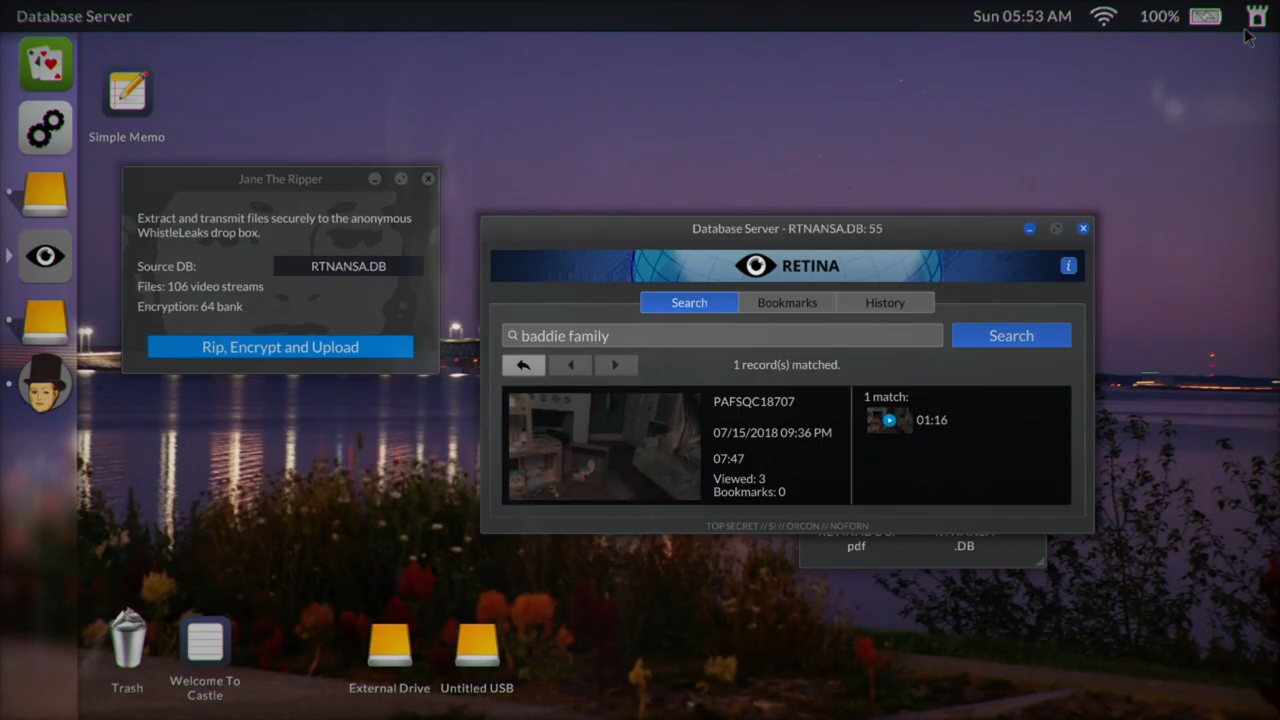 Database Server
Sun 05:53 AM
100%
Simple Memo
Jane The Ripper
Extract and transmit files securely to the anonymous
WhistleLeaks drop box.
Source DB:
RTNANSA.DB
Files: 106 video streams
Encryption: 64 bank
Rip, Encrypt and Upload
Database Server - RTNANSA.DB: 55
RETINA
i
Search
Bookmarks
History
baddie family
Search
1 record(s) matched.
PAFSQC18707
07/15/2018 09:36 PM
07:47
Viewed: 3
Bookmarks: 0
1 match:
01:16
TOP SECRET // SI // ORCON // NOFORN
pdf
.DB
Trash
Welcome To
Castle
External Drive
Untitled USB